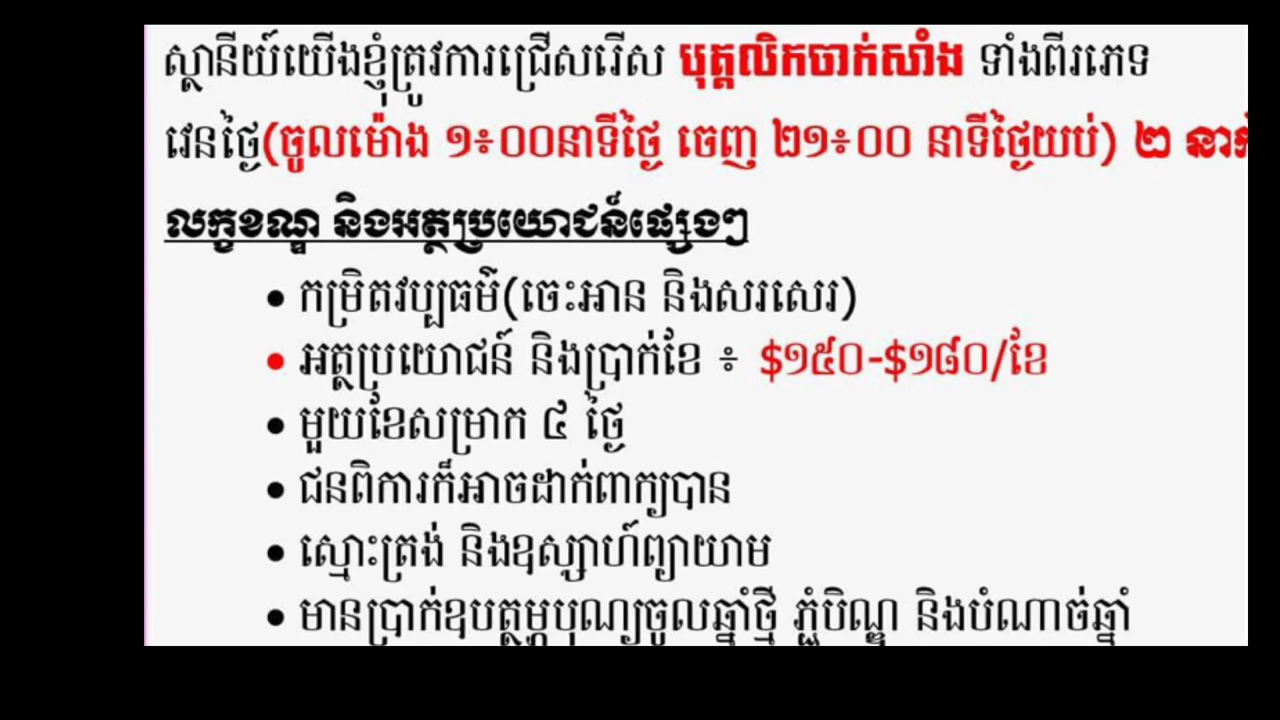 ស្ថានីយ៍យើងខ្ញុំត្រូវការជ្រើសរើស បុគ្គលិកចាក់សាំង ទាំងពីរភេទ
វេនថ្ងៃ(ចូលម៉ោង ១៖០០នាទីថ្ងៃ ចេញ ២១៖០០ នាទីថ្ងៃយប់) ២
លក្ខខណ្ឌ និងអត្ថប្រយោជន៍ផ្សេងៗ
• កម្រិតវប្បធម៌(ចេះអាន និងសរសេរ)
• អត្ថប្រយោជន៍ និងប្រាក់ខែ ៖ $១៥០-$១៨០/ខែ
• មួយខែសម្រាក ៤ ថ្ងៃ
• ជនពិការក៏អាចដាក់ពាក្យបាន
• ស្មោះត្រង់ និងឧស្សាហ៍ព្យាយាម
• មានប្រាក់ឧបត្ថម្ភបុណ្យចូលឆ្នាំថ្មី ភ្ជុំបិណ្ឌ និងបំណាច់ឆ្នាំ